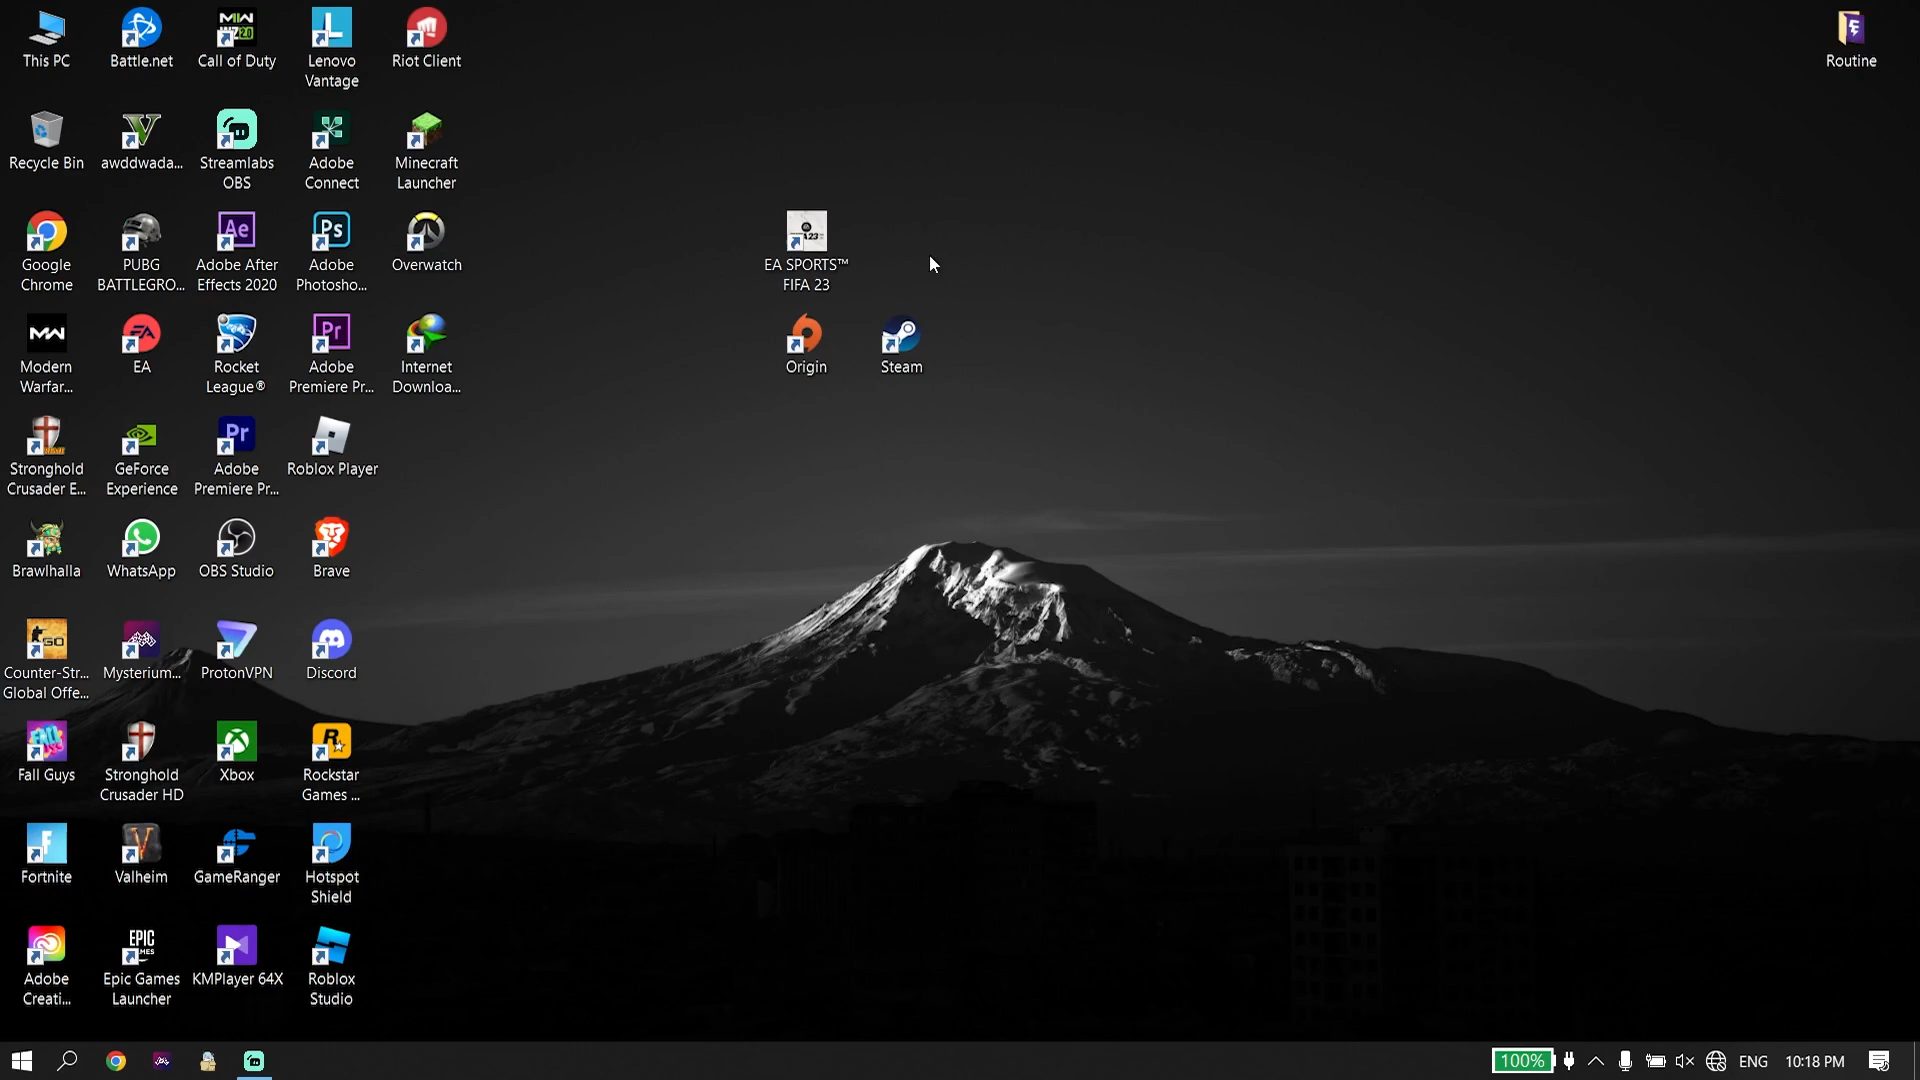 This PC
Battle.net
Call of Duty
Lenovo
Vantage
Riot Client
Routine
Recycle Bin
awddwada...
Streamlabs
OBS
Adobe
Connect
Minecraft
Launcher
Google
Chrome
PUBG
BATTLEGRO...
Adobe After
Effects 2020
Adobe
Photosho...
Overwatch
EA SPORTS™
FIFA 23
Modern
Warfar...
EA
Rocket
League®
Adobe
Premiere Pr...
Internet
Downloa...
Origin
Steam
Stronghold
Crusader E...
GeForce
Experience
Adobe
Premiere Pr...
Roblox Player
Brawlhalla
WhatsApp
OBS Studio
Brave
Counter-Str...
Global Offe...
Mysterium...
ProtonVPN
Discord
Fall Guys
Stronghold
Crusader HD
Xbox
Rockstar
Games ...
Fortnite
Valheim
GameRanger
Hotspot
Shield
Adobe
Creati...
Epic Games
Launcher
KMPlayer 64X
Roblox
Studio
100%
ENG
10:18 PM